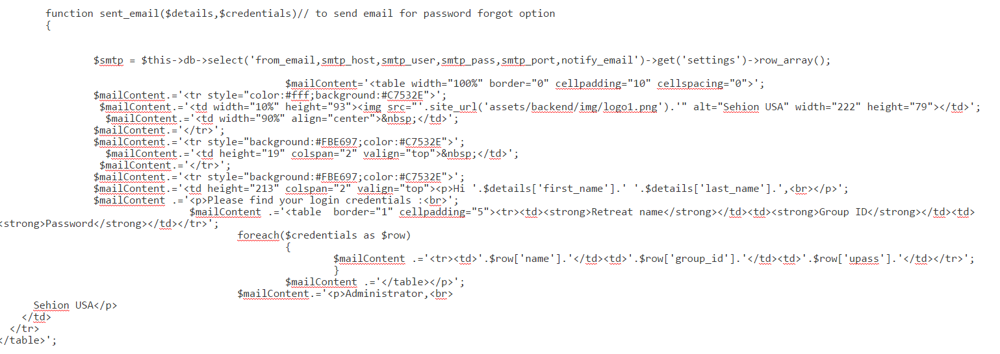 function sent_email($details,$credentials)// to send email for password forgot option
{
$smtp = $this->db->select('from_email,smtp_host,smtp_user,smtp_pass,smtp_port,notify_email')->get('settings')->row_array();
$mailContent='<table width="100%" border="0" cellpadding="10" cellspacing="0">';
$mailContent.='<tr style="color:#fff;background:#C7532E">';
$mailContent.='<td width="10%" height="93"><img src="'.site_url('assets/backend/img/logo1.png').'" alt="Sehion USA" width="222" height="79"></td>';
$mailContent.='<td width="90%" align="center">&nbsp;</td>';
$mailContent.='</tr>';
$mailContent.='<tr style="background:#FBE697;color:#C7532E">';
$mailContent.='<td height="19" colspan="2" valign="top">&nbsp;</td>';
$mailContent.='</tr>';
$mailContent.='<tr style="background:#FBE697;color:#C7532E">';
$mailContent.='<td height="213" colspan="2" valign="top"><p>Hi '.$details['first_name'].' '.$details['last_name'].',<br></p>';
$mailContent .='<p>Please find your login credentials :<br>';
$mailContent .='<table  border="1" cellpadding="5"><tr><td><strong>Retreat name</strong></td><td><strong>Group ID</strong></td><td>
<strong>Password</strong></td></tr>';
foreach($credentials as $row)
{
$mailContent .='<tr><td>'.$row['name'].'</td><td>'.$row['group_id'].'</td><td>'.$row['upass'].'</td></tr>';
}
$mailContent .='</table></p>';
$mailContent.='<p>Administrator,<br>
Sehion USA</p>
</td>
</tr>
</table>';